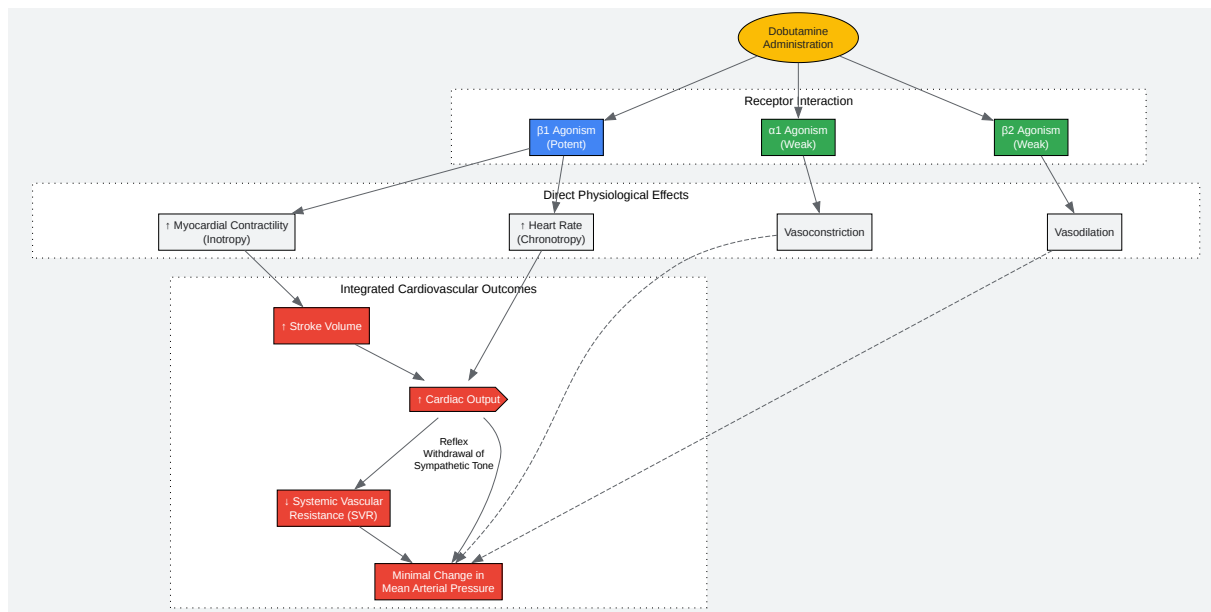 Dobutamine
Administration
Receptor Interaction
β1 Agonism
(Potent)
α1 Agonism
(Weak)
β2 Agonism
(Weak)
Direct Physiological Effects
↑ Myocardial Contractility
(Inotropy)
↑ Heart Rate
(Chronotropy)
Vasoconstriction
Vasodilation
Integrated Cardiovascular Outcomes
↑ Stroke Volume
↑ Cardiac Output
Reflex
Withdrawal of
Sympathetic Tone
↓ Systemic Vascular
Resistance (SVR)
Minimal Change in
Mean Arterial Pressure